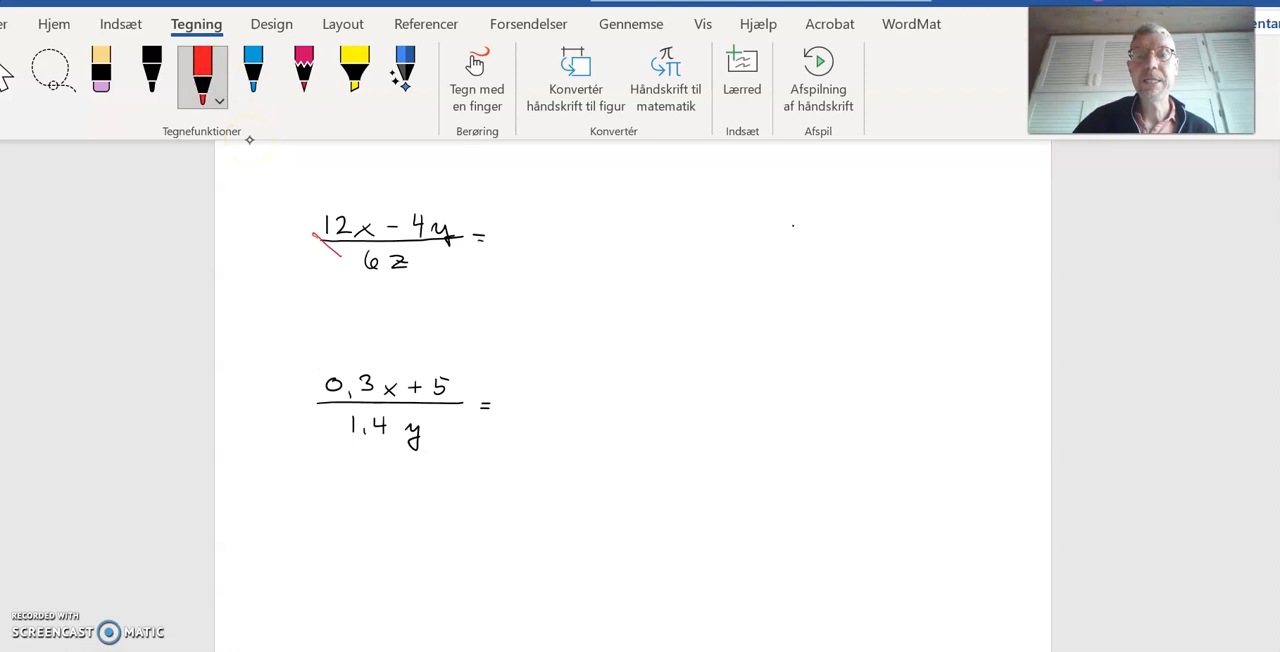 er Hjem Indsæt Tegning Design Layout Referencer Forsendelser Gennemse Vis Hjælp Acrobat WordMat
Tegn med en finger
Konvertér håndskrift til figur
Håndskrift til matematik
Lærred
Afspilning af håndskrift
Tegnefunktioner Berøring Konvertér Indsæt Afspil
12x - 4y =
6z
0,3x + 5 =
1,4 y
RECORDED WITH
SCREENCAST MATIC